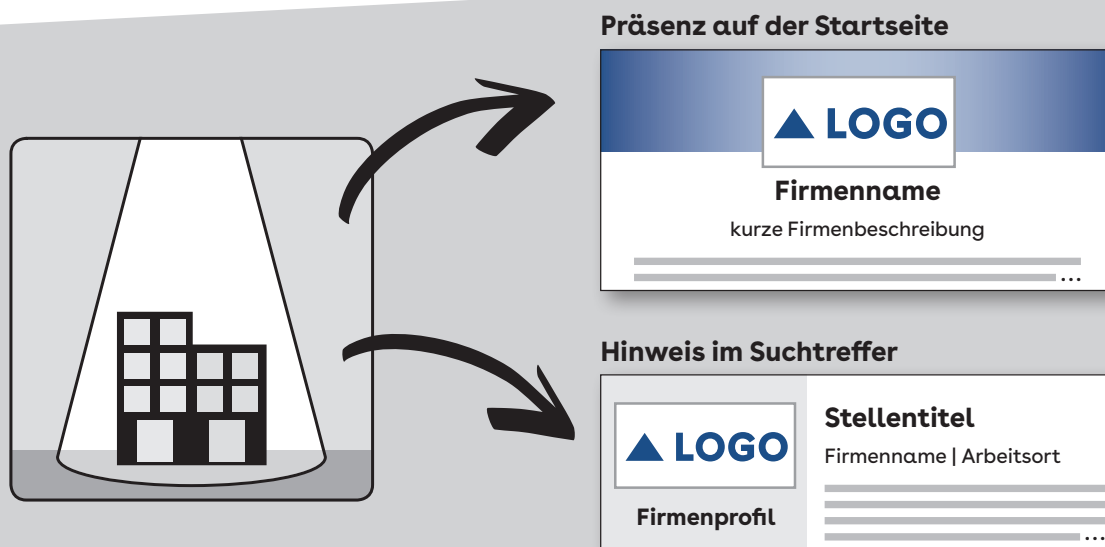 Präsenz auf der Startseite
LOGO
Firmenname
kurze Firmenbeschreibung
...
Hinweis im Suchtreffer
LOGO
Firmenprofil
Stellentitel
Firmenname | Arbeitsort
...